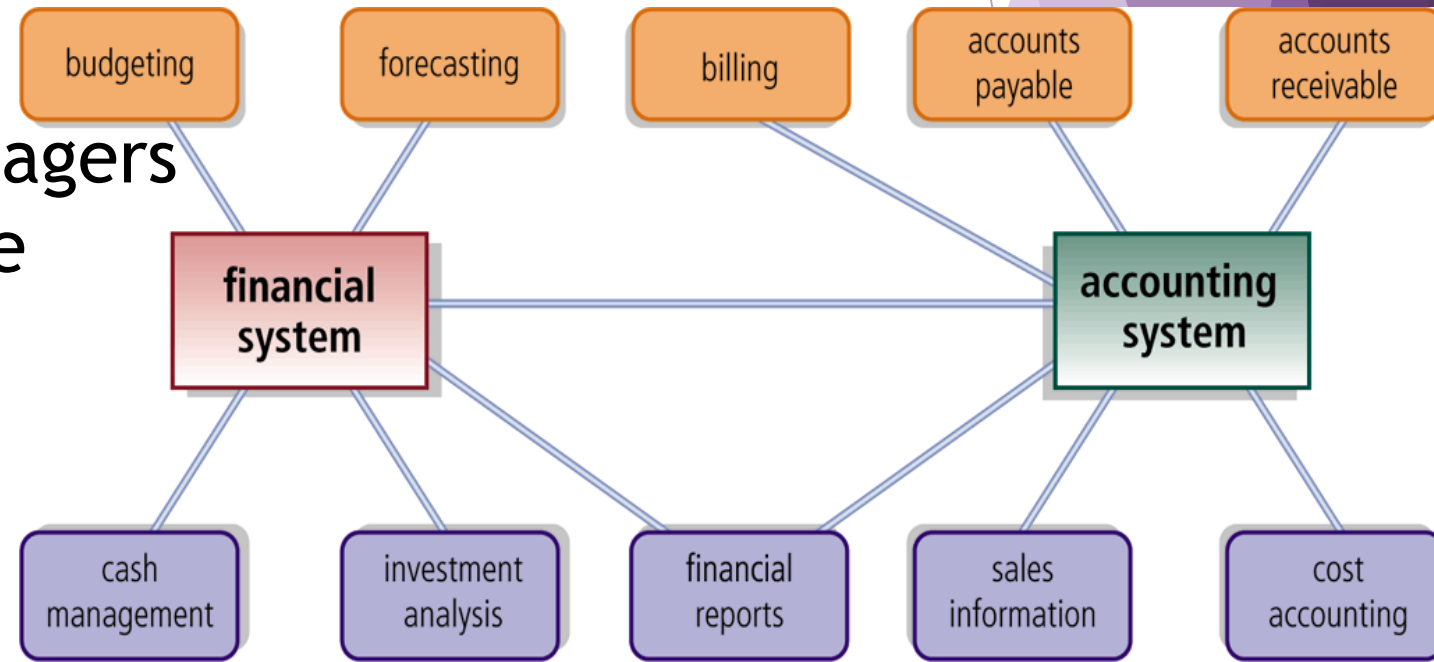 budgeting
forecasting
billing
accounts
payable
accounts
receivable
agers
e
financial
system
accounting
system
cash
management
investment
analysis
financial
reports
sales
information
cost
accounting